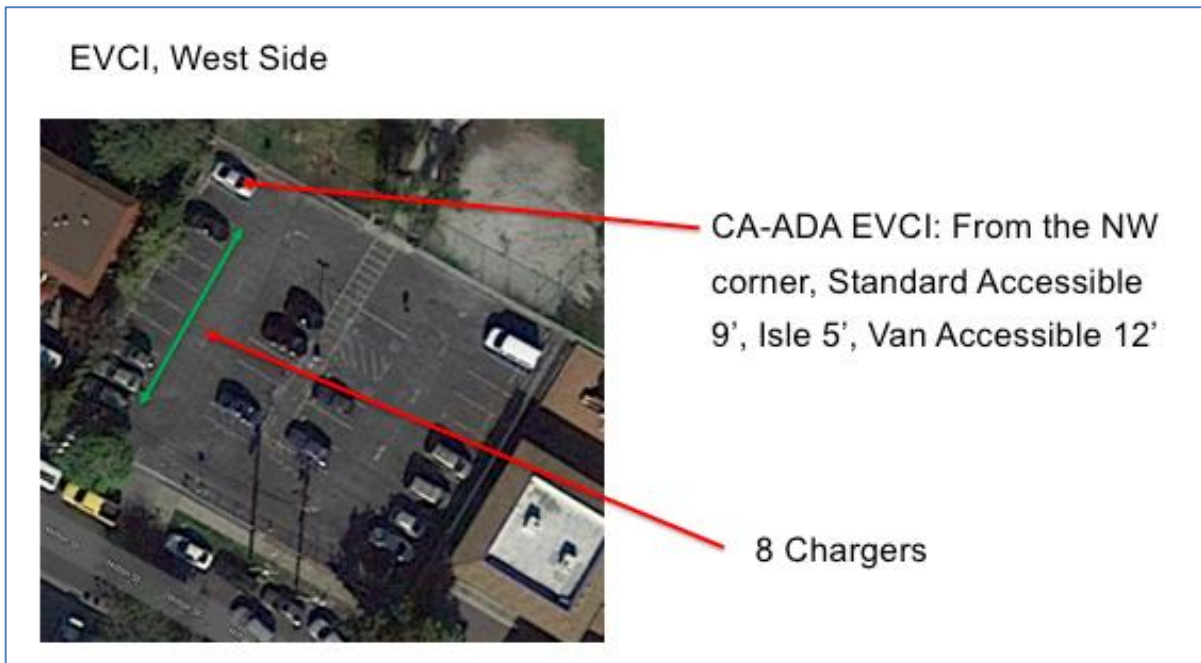 EVCI, West Side
CA-ADA EVCI: From the NW
corner, Standard Accessible
9’, Isle 5’, Van Accessible 12’
8 Chargers